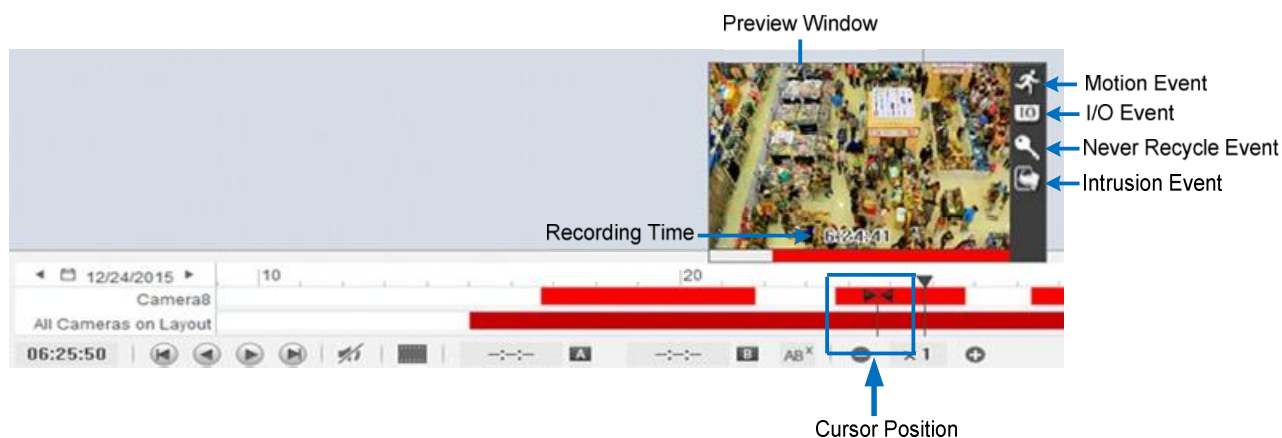 Preview Window
Motion Event
IO
I/O Event
Never Recycle Event
Intrusion Event
Recording Time
6:24:41
12/24/2015
10
20
Camera8
All Cameras on Layout
06:25:50
--:--:--
A
--:--:--
B
AB X
× 1
Cursor Position